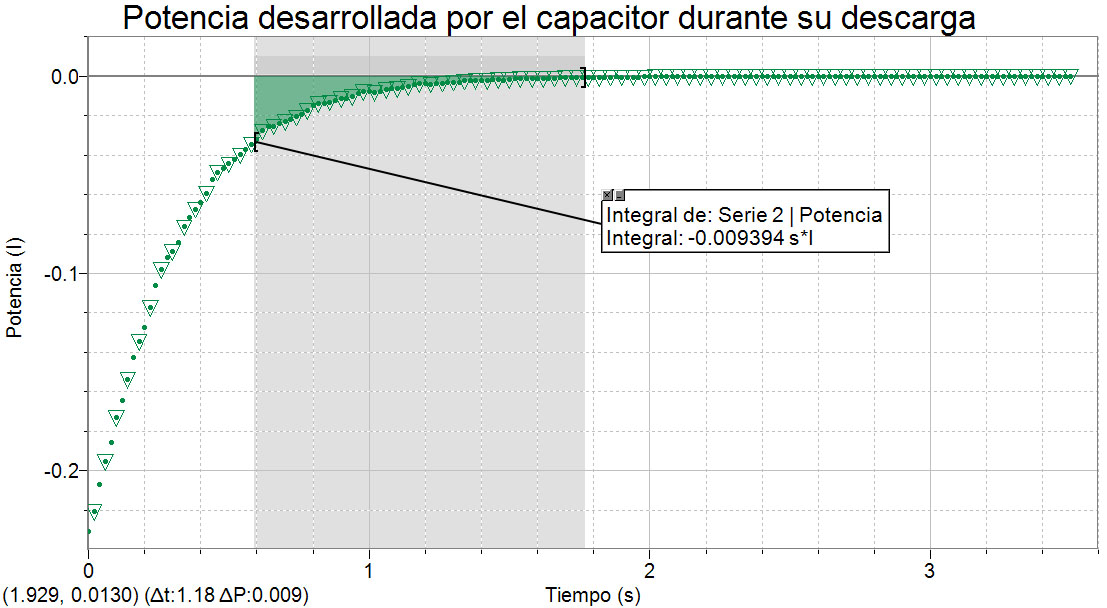 Potencia desarrollada por el capacitor durante su descarga
0.0
-0.1
-0.2
Potencia (I)
Integral de: Serie 2 | Potencia
Integral: -0.009394 s*I
0
1
2
3
(1.929, 0.0130) (Δt:1.18 ΔP:0.009)
Tiempo (s)